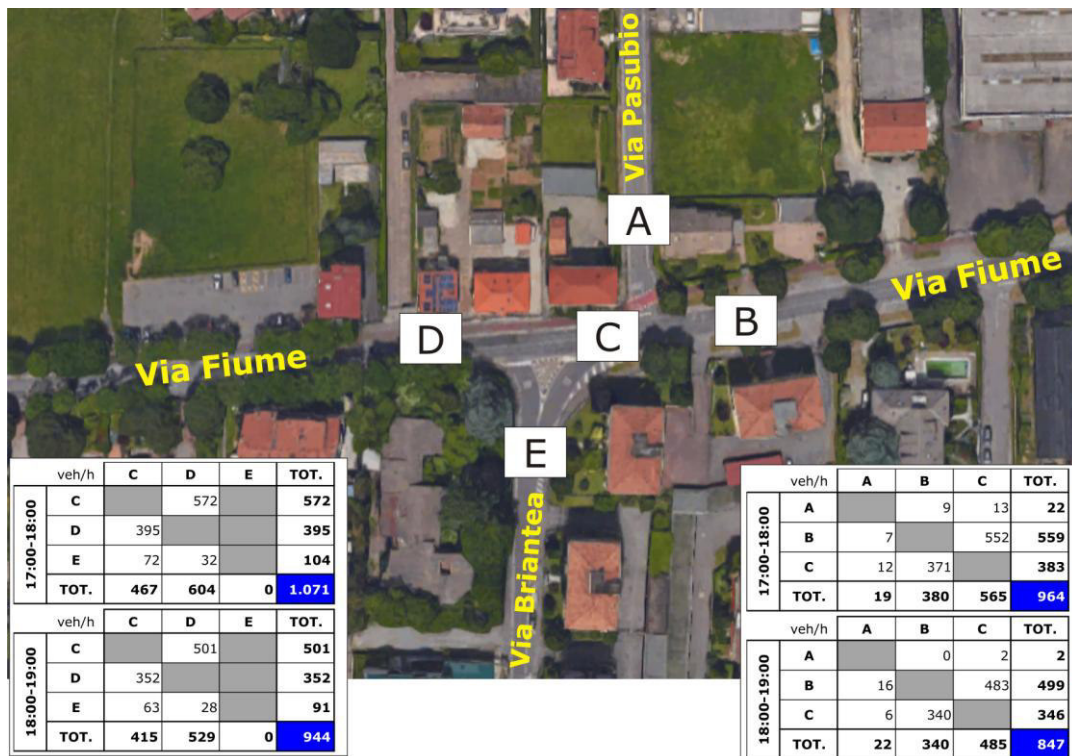 Via Pasubio
A
B
Via Fiume
C
D
Via Fiume
E
Via Briantea
veh/h C D E TOT.
17:00-18:00
C 572 572
D 395 395
E 72 32 104
TOT. 467 604 0 1.071
veh/h C D E TOT.
18:00-19:00
C 501 501
D 352 352
E 63 28 91
TOT. 415 529 0 944
veh/h A B C TOT.
17:00-18:00
A 9 13 22
B 7 552 559
C 12 371 383
TOT. 19 380 565 964
veh/h A B C TOT.
18:00-19:00
A 0 2 2
B 16 483 499
C 6 340 346
TOT. 22 340 485 847